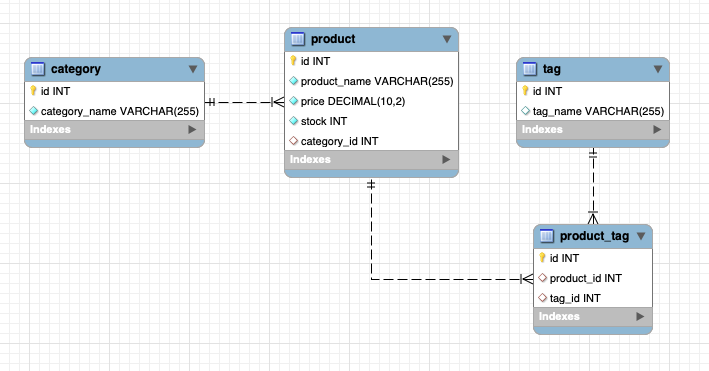 category
id INT
category_name VARCHAR(255)
Indexes
product
id INT
product_name VARCHAR(255)
price DECIMAL(10,2)
stock INT
category_id INT
Indexes
tag
id INT
tag_name VARCHAR(255)
Indexes
product_tag
id INT
product_id INT
tag_id INT
Indexes